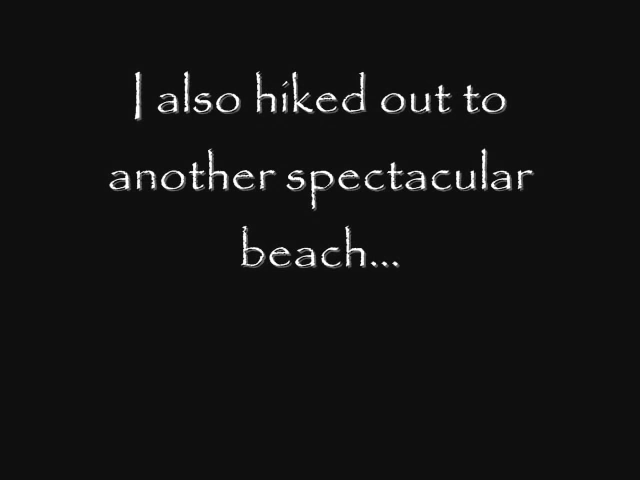 I also hiked out to
another spectacular
beach...